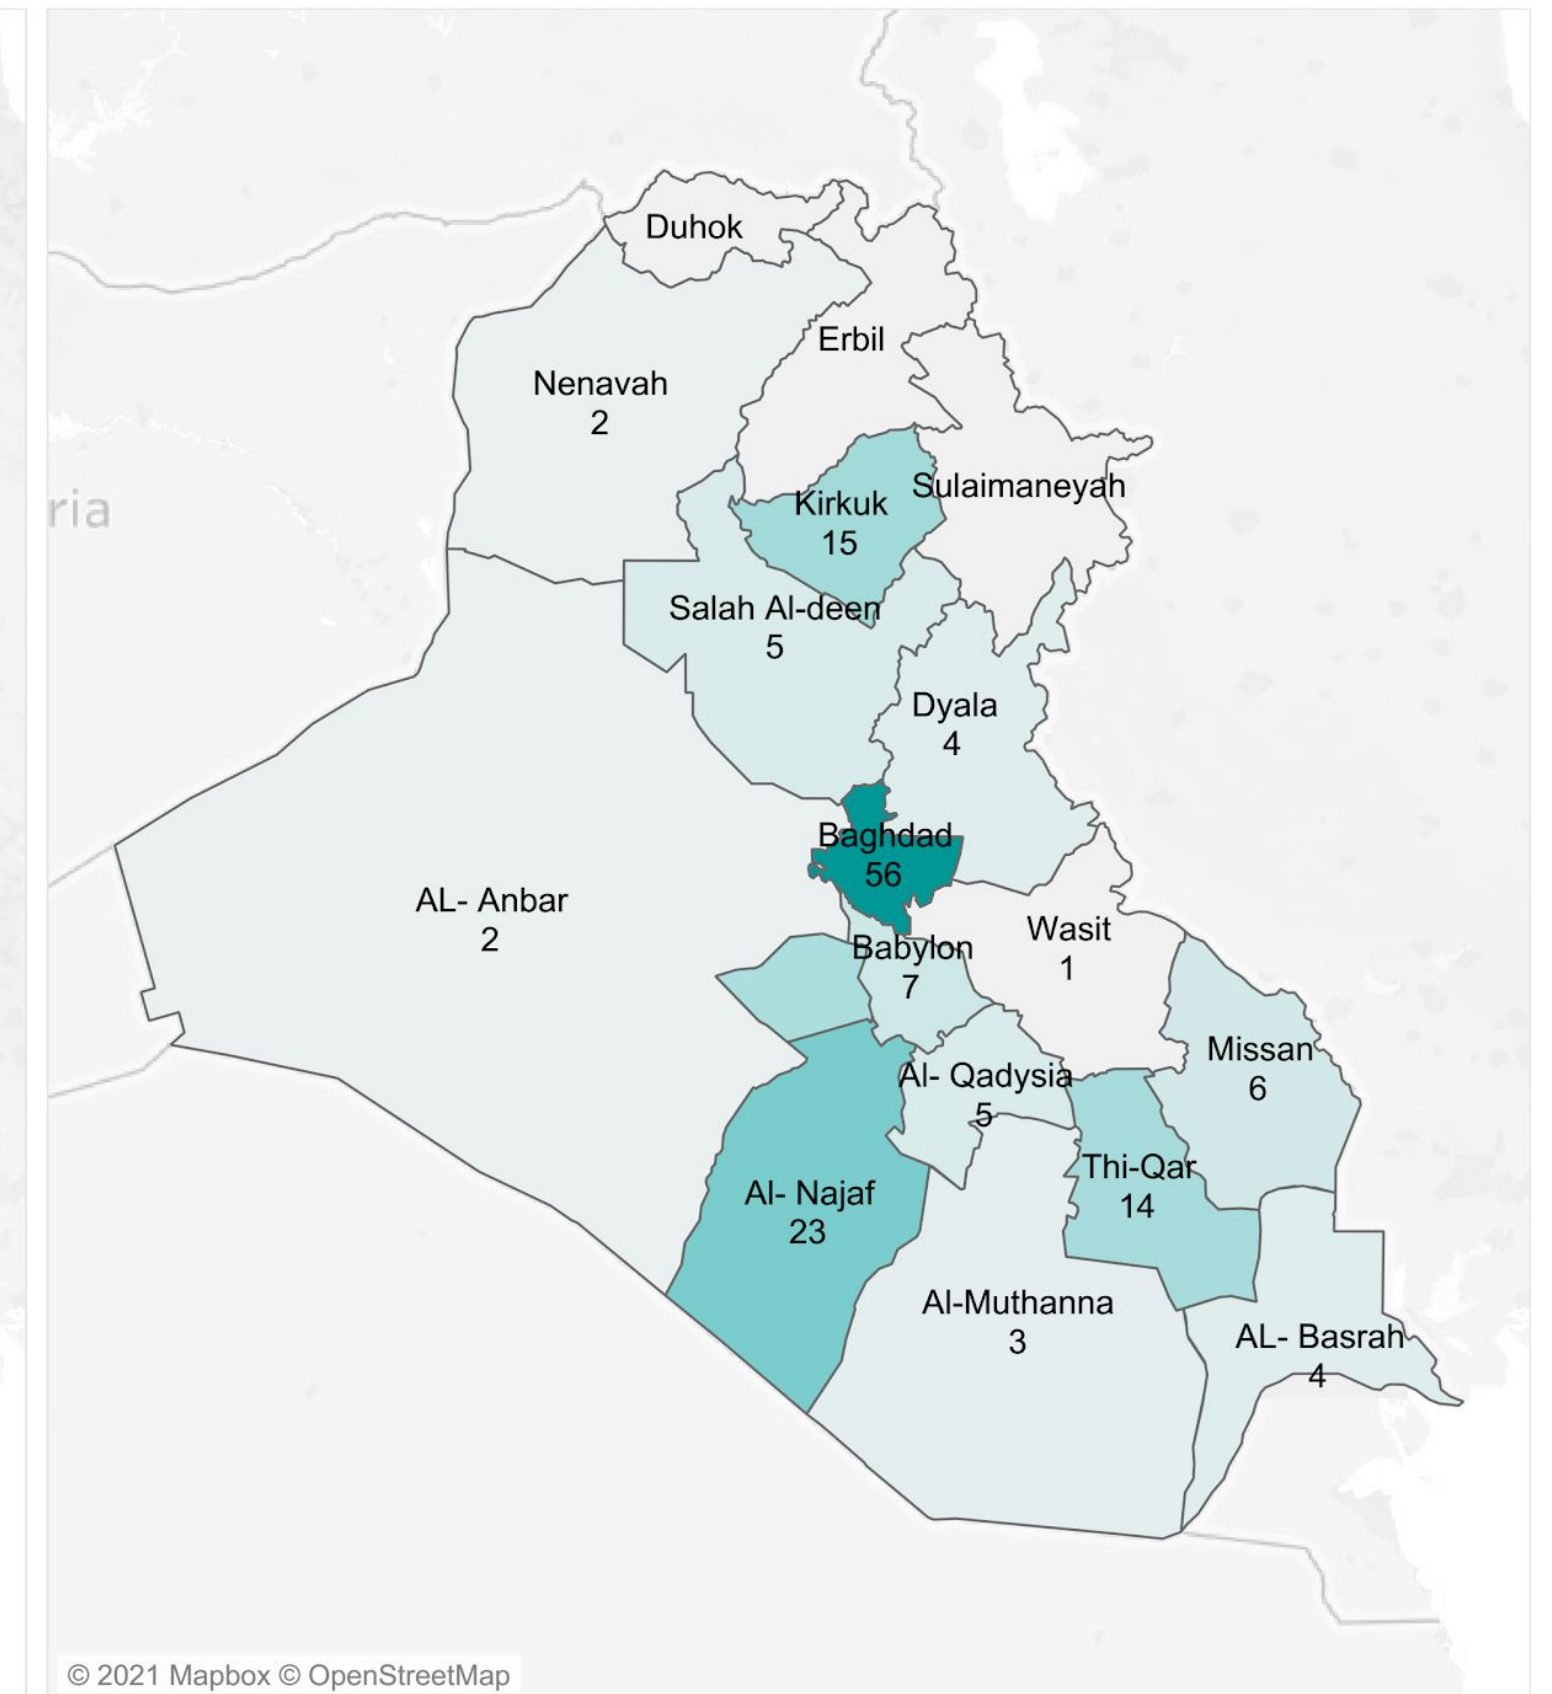 Duhok
Erbil
Nenavah
2
Sulaimaneyah
Kirkuk
15
ria
Salah Al-deen
5
Dyala
4
Baghdad
56
AL- Anbar
2
Wasit
1
Babylon
7
Missan
6
Al- Qadysia
5
Thi-Qar
14
Al- Najaf
23
Al-Muthanna
3
AL- Basrah
4
© 2021 Mapbox © OpenStreetMap